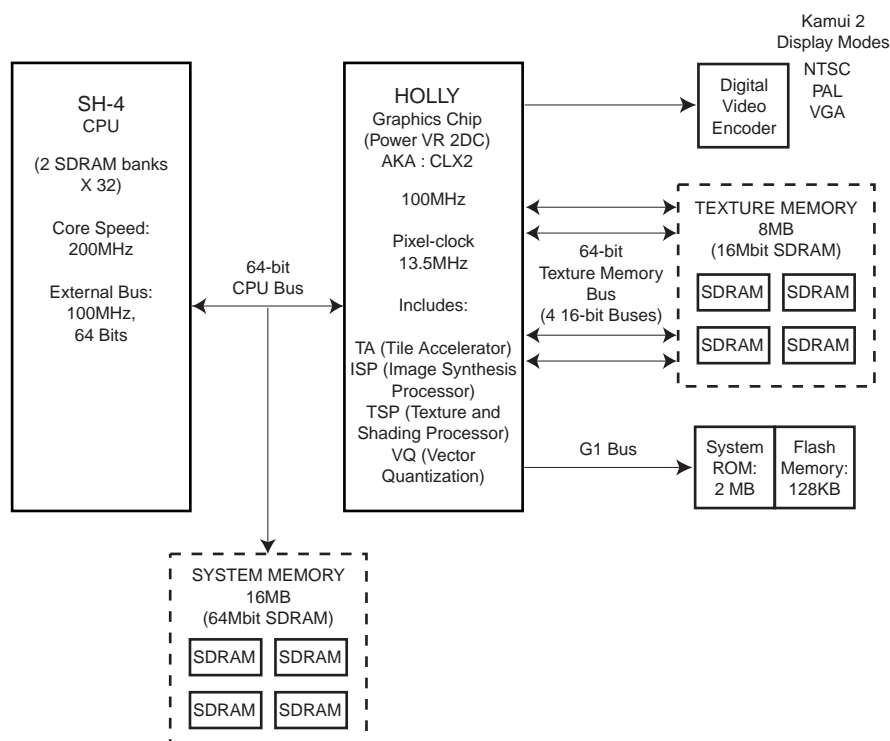 SH-4
CPU
(2 SDRAM banks
X 32)
Core Speed:
200MHz
External Bus:
100MHz,
64 Bits
64-bit
CPU Bus
HOLLY
Graphics Chip
(Power VR 2DC)
AKA : CLX2
100MHz
Pixel-clock
13.5MHz
Includes:
TA (Tile Accelerator)
ISP (Image Synthesis
Processor)
TSP (Texture and
Shading Processor)
VQ (Vector
Quantization)
Kamui 2
Display Modes
NTSC
PAL
VGA
Digital
Video
Encoder
64-bit
Texture Memory
Bus
(4 16-bit Buses)
TEXTURE MEMORY
8MB
(16Mbit SDRAM)
SDRAM SDRAM
SDRAM SDRAM
G1 Bus
System
ROM:
2 MB
Flash
Memory:
128KB
SYSTEM MEMORY
16MB
(64Mbit SDRAM)
SDRAM SDRAM
SDRAM SDRAM